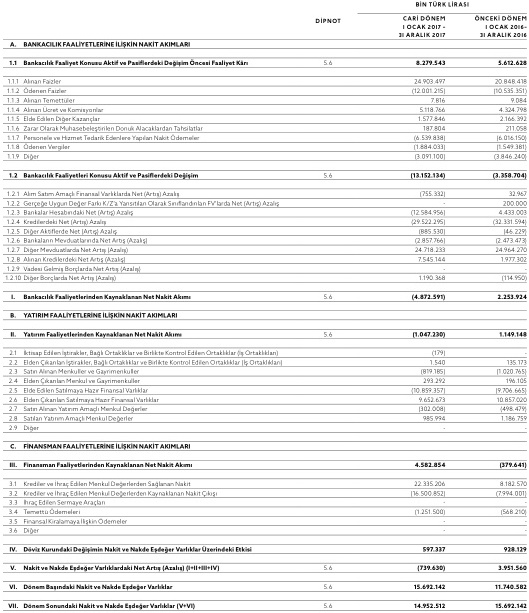 BİN TÜRK LİRASI
DİPNOT CARİ DÖNEM 1 OCAK 2017 - 31 ARALIK 2017 ÖNCEKİ DÖNEM 1 OCAK 2016- 31 ARALIK 2016
A. BANKACILIK FAALİYETLERİNE İLİŞKİN NAKİT AKIMLARI
1.1 Bankacılık Faaliyet Konusu Aktif ve Pasiflerdeki Değişim Öncesi Faaliyet Kârı 5.6 8.279.543 5.612.628
1.1.1 Alınan Faizler 24.903.497 20.848.418
1.1.2 Ödenen Faizler (12.001.215) (10.535.351)
1.1.3 Alınan Temettüler 7.816 9.084
1.1.4 Alınan Ücret ve Komisyonlar 5.118.766 4.324.798
1.1.5 Elde Edilen Diğer Kazançlar 1.577.846 2.166.392
1.1.6 Zarar Olarak Muhasebeleştirilen Donuk Alacaklardan Tahsilatlar 187.804 211.058
1.1.7 Personele ve Hizmet Tedarik Edenlere Yapılan Nakit Ödemeler (6.539.838) (6.016.150)
1.1.8 Ödenen Vergiler (1.884.033) (1.549.381)
1.1.9 Diğer (3.091.100) (3.846.240)
1.2 Bankacılık Faaliyetleri Konusu Aktif ve Pasiflerdeki Değişim 5.6 (13.152.134) (3.358.704)
1.2.1 Alım Satım Amaçlı Finansal Varlıklarda Net (Artış) Azalış (755.332) 32.967
1.2.2 Gerçeğe Uygun Değer Farkı K/Z'a Yansıtılan Olarak Sınıflandırılan FV'larda Net (Artış) Azalış - 200.000
1.2.3 Bankalar Hesabındaki Net (Artış) Azalış (12.584.956) 4.433.003
1.2.4 Kredilerdeki Net (Artış) Azalış (29.522.295) (32.331.594)
1.2.5 Diğer Aktiflerde Net (Artış) Azalış (885.530) (46.229)
1.2.6 Bankaların Mevduatlarında Net Artış (Azalış) (2.857.766) (2.473.473)
1.2.7 Diğer Mevduatlarda Net Artış (Azalış) 24.718.233 24.964.270
1.2.8 Alınan Kredilerdeki Net Artış (Azalış) 7.545.144 1.977.302
1.2.9 Vadesi Gelmiş Borçlarda Net Artış (Azalış) - -
1.2.10 Diğer Borçlarda Net Artış (Azalış) 1.190.368 (114.950)
I. Bankacılık Faaliyetlerinden Kaynaklanan Net Nakit Akımı 5.6 (4.872.591) 2.253.924
B. YATIRIM FAALİYETLERİNE İLİŞKİN NAKİT AKIMLARI
II. Yatırım Faaliyetlerinden Kaynaklanan Net Nakit Akımı 5.6 (1.047.230) 1.149.148
2.1 İktisap Edilen İştirakler, Bağlı Ortaklıklar ve Birlikte Kontrol Edilen Ortaklıklar (İş Ortaklıkları) (179) -
2.2 Elden Çıkarılan İştirakler, Bağlı Ortaklıklar ve Birlikte Kontrol Edilen Ortaklıklar (İş Ortaklıkları) 1.540 135.173
2.3 Satın Alınan Menkuller ve Gayrimenkuller (819.185) (1.020.765)
2.4 Elden Çıkarılan Menkul ve Gayrimenkuller 293.292 196.105
2.5 Elde Edilen Satılmaya Hazır Finansal Varlıklar (10.859.357) (9.706.665)
2.6 Elden Çıkarılan Satılmaya Hazır Finansal Varlıklar 9.652.673 10.857.020
2.7 Satın Alınan Yatırım Amaçlı Menkul Değerler (302.008) (498.479)
2.8 Satılan Yatırım Amaçlı Menkul Değerler 985.994 1.186.759
2.9 Diğer - -
C. FİNANSMAN FAALİYETLERİNE İLİŞKİN NAKİT AKIMLARI
III. Finansman Faaliyetlerinden Kaynaklanan Net Nakit Akımı 4.582.854 (379.641)
3.1 Krediler ve İhraç Edilen Menkul Değerlerden Sağlanan Nakit 22.335.206 8.182.570
3.2 Krediler ve İhraç Edilen Menkul Değerlerden Kaynaklanan Nakit Çıkışı (16.500.852) (7.994.001)
3.3 İhraç Edilen Sermaye Araçları - -
3.4 Temettü Ödemeleri (1.251.500) (568.210)
3.5 Finansal Kiralamaya İlişkin Ödemeler - -
3.6 Diğer - -
IV. Döviz Kurundaki Değişimin Nakit ve Nakde Eşdeğer Varlıklar Üzerindeki Etkisi 597.337 928.129
V. Nakit ve Nakde Eşdeğer Varlıklardaki Net Artış (Azalış) (I+II+III+IV) 5.6 (739.630) 3.951.560
VI. Dönem Başındaki Nakit ve Nakde Eşdeğer Varlıklar 5.6 15.692.142 11.740.582
VII. Dönem Sonundaki Nakit ve Nakde Eşdeğer Varlıklar (V+VI) 5.6 14.952.512 15.692.142